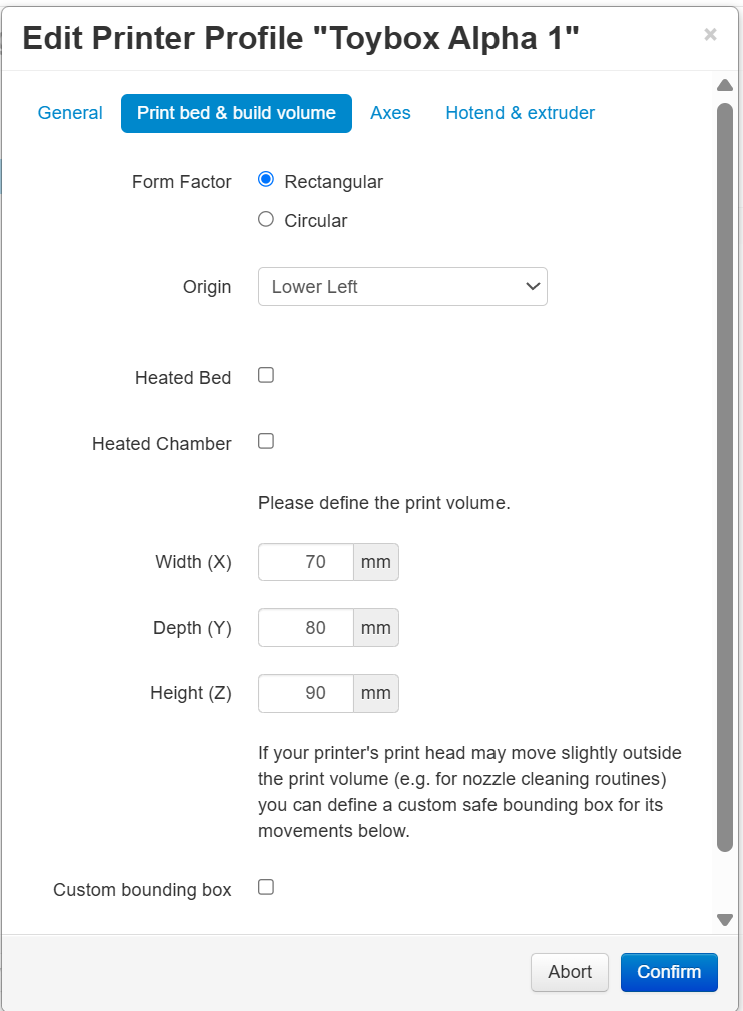 Edit Printer Profile "Toybox Alpha 1" ×
General Print bed & build volume Axes Hotend & extruder
Form Factor Rectangular
Circular
Origin Lower Left
Heated Bed
Heated Chamber
Please define the print volume.
Width (X) 70 mm
Depth (Y) 80 mm
Height (Z) 90 mm
If your printer's print head may move slightly outside
the print volume (e.g. for nozzle cleaning routines)
you can define a custom safe bounding box for its
movements below.
Custom bounding box
Abort Confirm